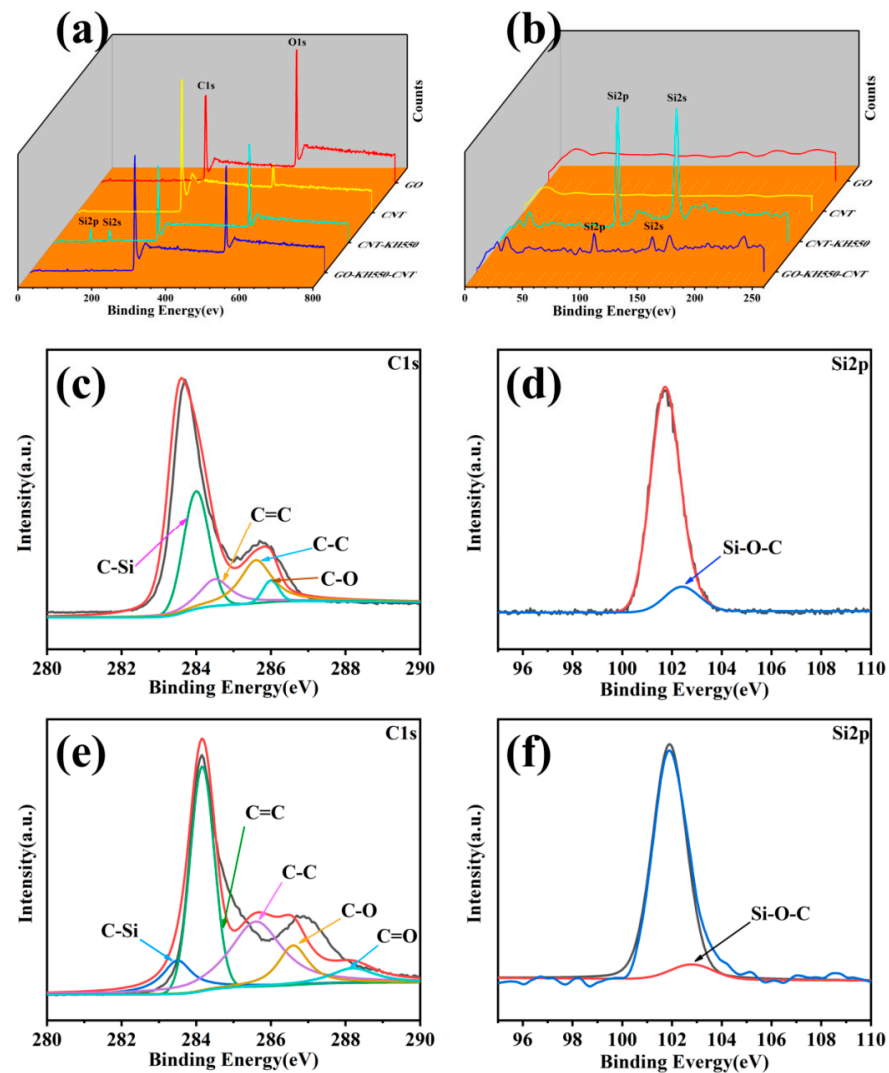 (a)
O1s
C1s
Si2p
Si2s
GO
CNT
CNT-KH550
GO-KH550-CNT
Counts
0 200 400 600 800
Binding Energy(ev)
(b)
Si2p
Si2s
Si2p
Si2s
GO
CNT
CNT-KH550
GO-KH550-CNT
Counts
0 50 100 150 200 250
Binding Energy(ev)
(c)
C1s
C=C
C-C
C-Si
C-O
Intensity(a.u.)
280 282 284 286 288 290
Binding Energy(eV)
(d)
Si2p
Si-O-C
Intensity(a.u.)
96 98 100 102 104 106 108 110
Binding Evergy(eV)
(e)
C1s
C=C
C-C
C-O
C-Si
C=O
Intensity(a.u.)
280 282 284 286 288 290
Binding Energy(eV)
(f)
Si2p
Si-O-C
Intensity(a.u.)
96 98 100 102 104 106 108 110
Binding Energy(eV)